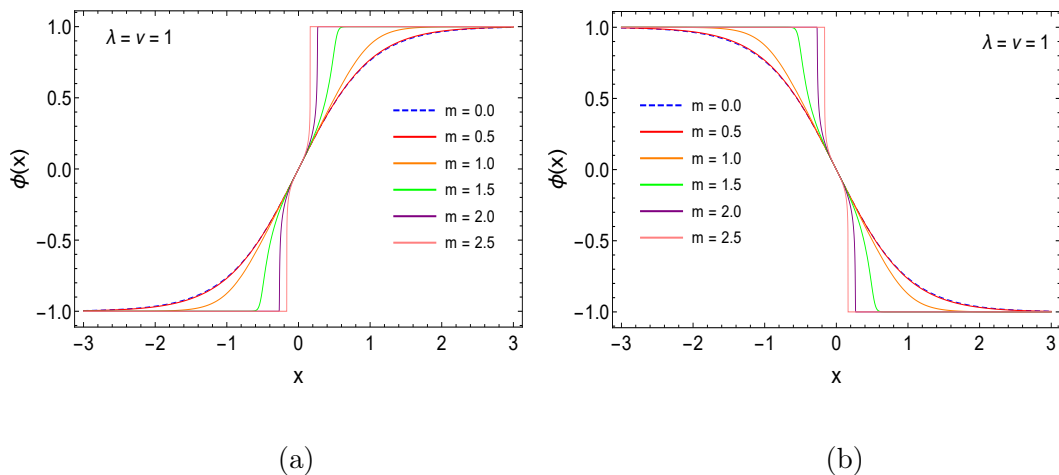 λ = ν = 1
m = 0.0
m = 0.5
m = 1.0
m = 1.5
m = 2.0
m = 2.5
1.0
0.5
0.0
−0.5
−1.0
ϕ(x)
−3 −2 −1 0 1 2 3
x
(a)
λ = ν = 1
m = 0.0
m = 0.5
m = 1.0
m = 1.5
m = 2.0
m = 2.5
1.0
0.5
0.0
−0.5
−1.0
ϕ(x)
−3 −2 −1 0 1 2 3
x
(b)